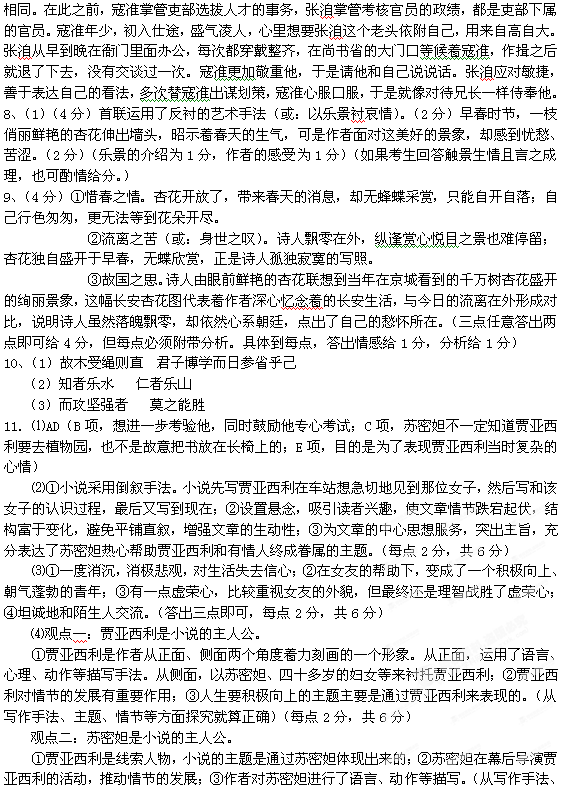 相同。在此之前，寇准掌管吏部选拔人才的事务，张洎掌管考核官员的政绩，都是吏部下属
的官员。寇准年少，初入仕途，盛气凌人，心里想要张洎这个老头依附自己，用来自高自大。
张洎从早到晚在衙门里面办公，每次都穿戴整齐，在尚书省的大门口等候着寇准，作揖之后
就退了下去，没有交谈过一次。寇准更加敬重他，于是请他和自己说说话。张洎应对敏捷，
善于表达自己的看法，多次替寇准出谋划策，寇准心服口服，于是就像对待兄长一样侍奉他。
8、（1）（4分）首联运用了反衬的艺术手法（或：以乐景衬哀情）。（2分）早春时节，一枝
俏丽鲜艳的杏花伸出墙头，昭示着春天的生气，可是作者面对这美好的景象，却感到忧愁、
苦涩。（2分）（乐景的介绍为1分，作者的感受为1分）（如果考生回答触景生情且言之成
理，也可酌情给分。）
9、（4分）①惜春之情。杏花开放了，带来春天的消息，却无蜂蝶采赏，只能自开自落；自
己行色匆匆，更无法等到花朵开尽。
②流离之苦（或：身世之叹）。诗人飘零在外，纵逢赏心悦目之景也难停留；
杏花独自盛开于早春，无蝶欣赏，正是诗人孤独寂寞的写照。
③故国之思。诗人由眼前鲜艳的杏花联想到当年在京城看到的千万树杏花盛开
的绚丽景象，这幅长安杏花图代表着作者深心忆念着的长安生活，与今日的流离在外形成对
比，说明诗人虽然落魄飘零，却依然心系朝廷，点出了自己的愁怀所在。（三点任意答出两
点即可给4分，但每点必须附带分析。具体到每点，答出情感给1分，分析给1分）
10、（1）故木受绳则直  君子博学而日参省乎己
（2）知者乐水  仁者乐山
（3）而攻坚强者  莫之能胜
11．⑴AD（B项，想进一步考验他，同时鼓励他专心考试；C项，苏密妲不一定知道贾亚西
利要去植物园，也不是故意把书放在长椅上的；E项，目的是为了表现贾亚西利当时复杂的
心情）
⑵①小说采用倒叙手法。小说先写贾亚西利在车站想急切地见到那位女子，然后写和该
女子的认识过程，最后又写到现在；②设置悬念，吸引读者兴趣，使文章情节跌宕起伏，结
构富于变化，避免平铺直叙，增强文章的生动性；③为文章的中心思想服务，突出主旨，充
分表达了苏密妲热心帮助贾亚西利和有情人终成眷属的主题。（每点2分，共6分）
⑶①一度消沉，消极悲观，对生活失去信心；②在女友的帮助下，变成了一个积极向上、
朝气蓬勃的青年；③有一点虚荣心，比较重视女友的外貌，但最终还是理智战胜了虚荣心；
④坦诚地和陌生人交流。（答出三点即可，每点2分，共6分）
⑷观点一：贾亚西利是小说的主人公。
①贾亚西利是作者从正面、侧面两个角度着力刻画的一个形象。从正面，运用了语言、
心理、动作等描写手法。从侧面，以苏密妲、四十多岁的妇女等来衬托贾亚西利；②贾亚西
利对情节的发展有重要作用；③人生要积极向上的主题主要是通过贾亚西利来表现的。（从
写作手法、主题、情节等方面探究就算正确）（每点2分，共6分）
观点二：苏密妲是小说的主人公。
①贾亚西利是线索人物，小说的主题是通过苏密妲体现出来的；②苏密妲在幕后导演贾
亚西利的活动，推动情节的发展；③作者对苏密妲进行了语言、动作等描写。（从写作手法、